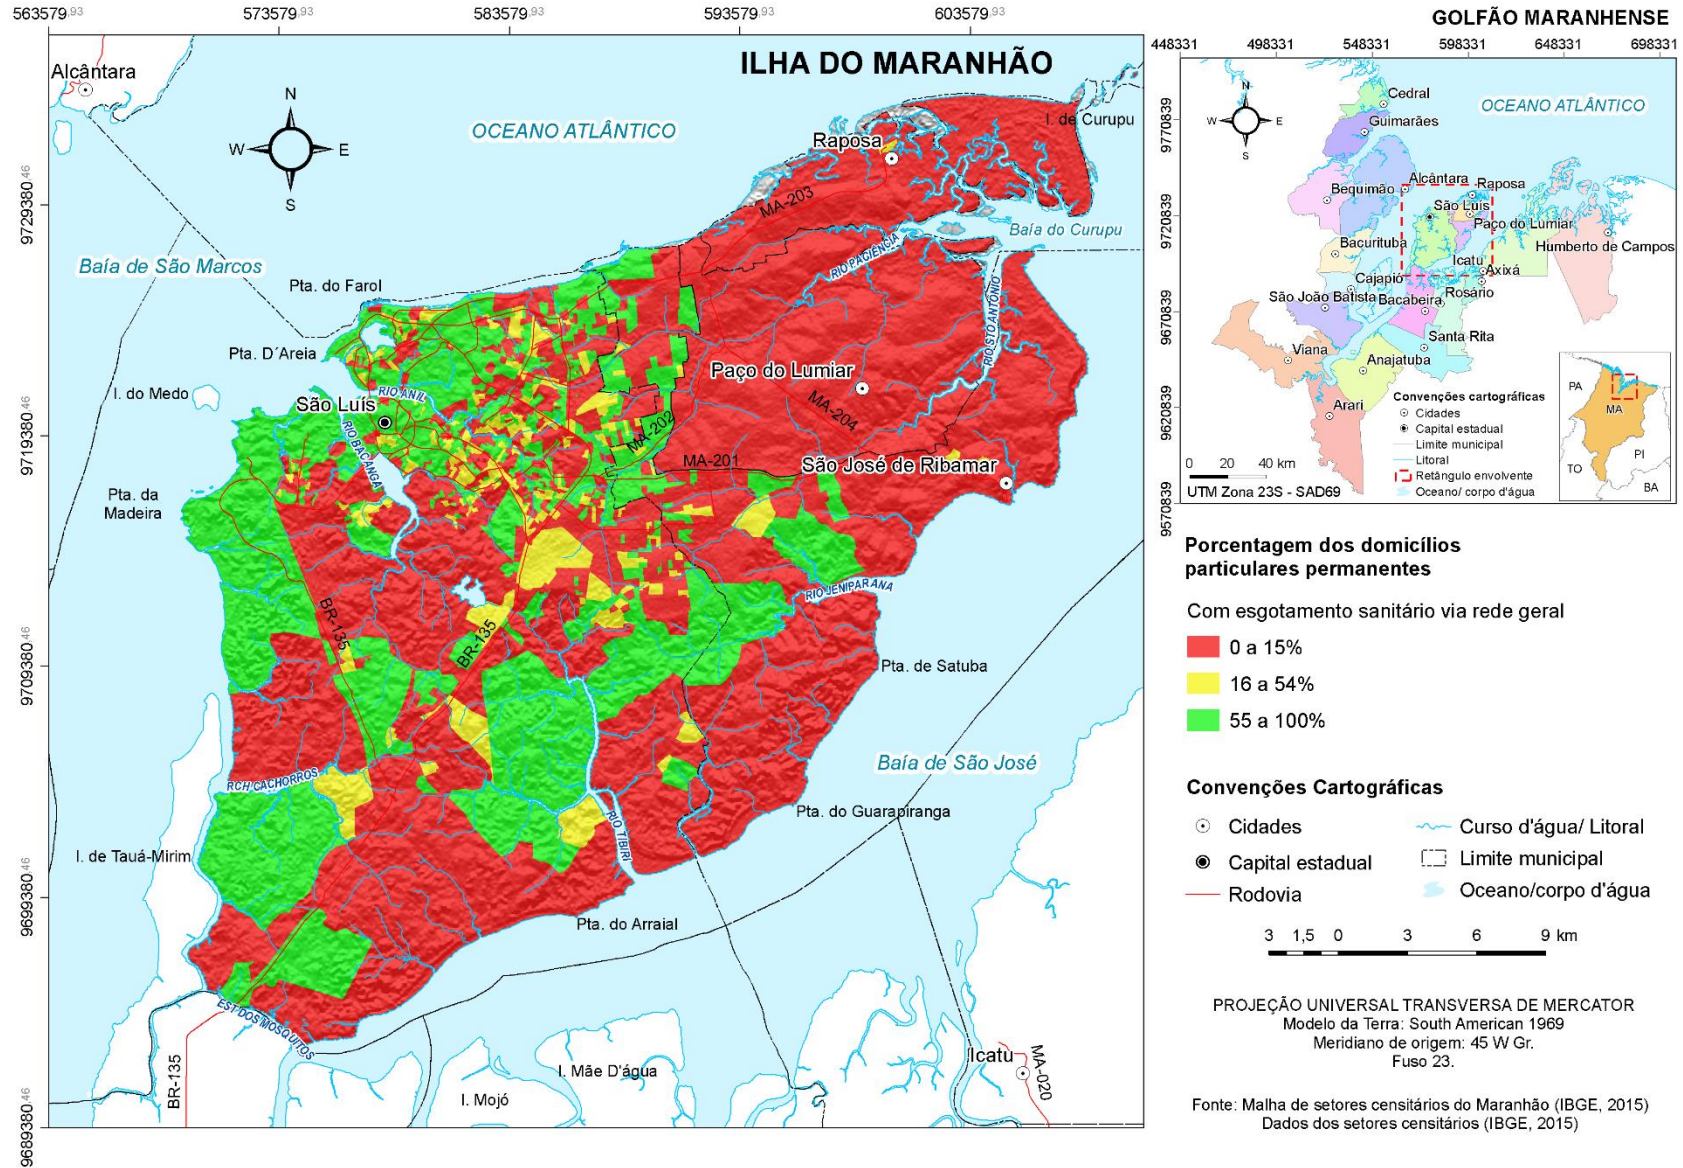 563579,93
573579,93
583579,93
593579,93
603579,93
9729380,46
9719380,46
9709380,46
9699380,46
9689380,46
ILHA DO MARANHÃO
Alcântara
N
W
E
S
OCEANO ATLÂNTICO
I. de Curupu
Raposa
MA-203
Baía do Curupu
Baía de São Marcos
RIO PACIÊNCIA
Pta. do Farol
RIO STO ANTÔNIO
Pta. D´Areia
Paço do Lumiar
I. do Medo
RIO ANIL
São Luís
MA-204
MA-202
RIO BACANGA
MA-201
São José de Ribamar
Pta. da
Madeira
RIO JENIPARANA
BR-135
BR-135
Pta. de Satuba
Baía de São José
RCH CACHORROS
Pta. do Guarapiranga
RIO TIBIRI
I. de Tauá-Mirim
Pta. do Arraial
EST DOS MOSQUITOS
BR-135
I. Mãe D'água
I. Mojó
Icatu
MA-020
GOLFÃO MARANHENSE
448331
498331
548331
598331
648331
698331
9770839
9720839
9670839
9620839
9570839
N
W
E
S
Cedral
OCEANO ATLÂNTICO
Guimarães
Alcântara
Bequimão
Raposa
São Luís
Paço do Lumiar
Bacurituba
Humberto de Campos
Icatu
Axixá
Cajapió
São João Batista
Bacabeira
Rosário
Santa Rita
Viana
Anajatuba
Arari
Convenções cartográficas
Cidades
Capital estadual
Limite municipal
Litoral
Retângulo envolvente
Oceano/ corpo d'água
0 20 40 km
UTM Zona 23S - SAD69
PA
MA
PI
TO
BA
Porcentagem dos domicílios
particulares permanentes
Com esgotamento sanitário via rede geral
0 a 15%
16 a 54%
55 a 100%
Convenções Cartográficas
Cidades
Capital estadual
Rodovia
Curso d'água/ Litoral
Limite municipal
Oceano/corpo d'água
3 1,5 0 3 6 9 km
PROJEÇÃO UNIVERSAL TRANSVERSA DE MERCATOR
Modelo da Terra: South American 1969
Meridiano de origem: 45 W Gr.
Fuso 23.
Fonte: Malha de setores censitários do Maranhão (IBGE, 2015)
Dados dos setores censitários (IBGE, 2015)